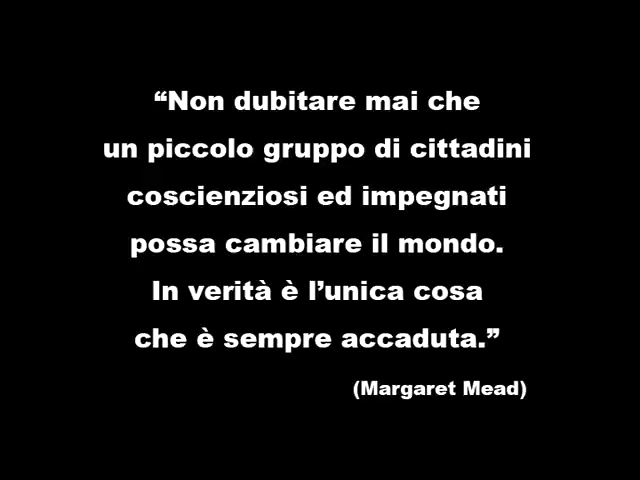 “Non dubitare mai che
un piccolo gruppo di cittadini
coscienziosi ed impegnati
possa cambiare il mondo.
In verità è l’unica cosa
che è sempre accaduta.”
(Margaret Mead)